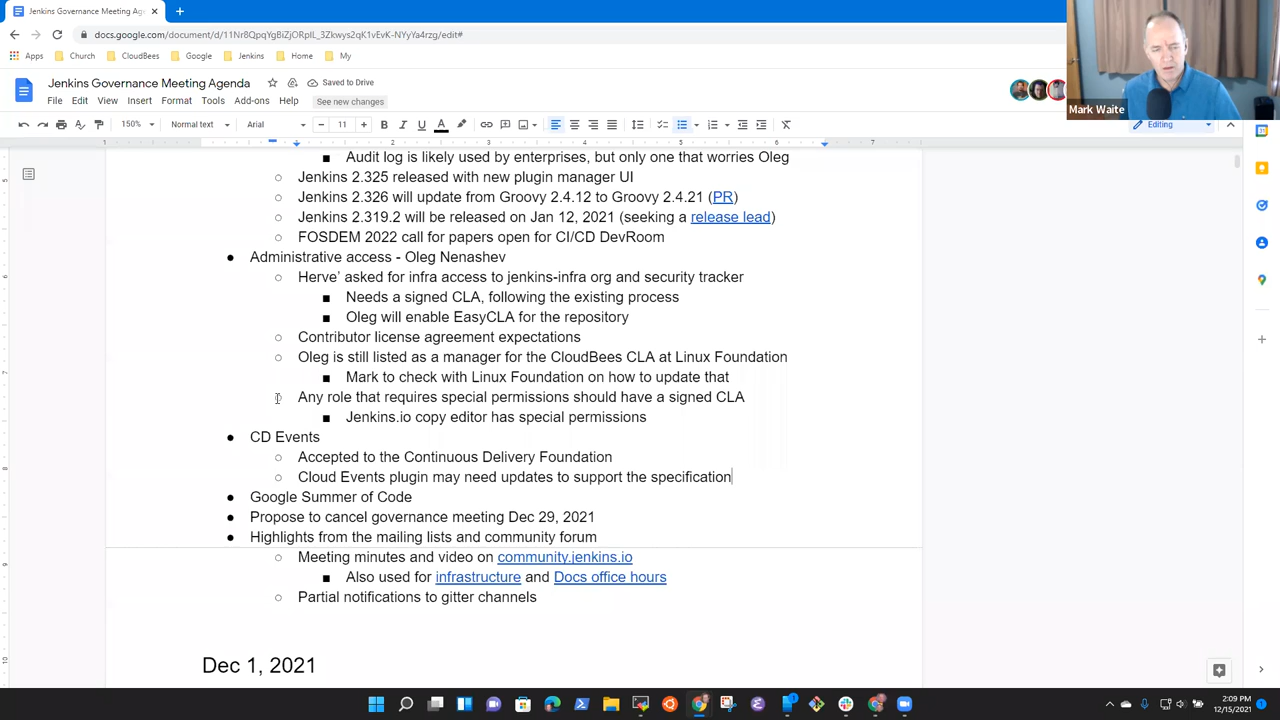 Jenkins Governance Meeting Ag
docs.google.com/document/d/11Nr8QpqYgBiZjORpIL_3Zkwys2qK1vEvK-NYyYa4rzg/edit#
Apps
Church
CloudBees
Google
Jenkins
Home
My
Jenkins Governance Meeting Agenda
Saved to Drive
File Edit View Insert Format Tools Add-ons Help
See new changes
Mark Waite
150%
Normal text
Arial
11
Editing
Audit log is likely used by enterprises, but only one that worries Oleg
Jenkins 2.325 released with new plugin manager UI
Jenkins 2.326 will update from Groovy 2.4.12 to Groovy 2.4.21 (PR)
Jenkins 2.319.2 will be released on Jan 12, 2021 (seeking a release lead)
FOSDEM 2022 call for papers open for CI/CD DevRoom
Administrative access - Oleg Nenashev
Herve’ asked for infra access to jenkins-infra org and security tracker
Needs a signed CLA, following the existing process
Oleg will enable EasyCLA for the repository
Contributor license agreement expectations
Oleg is still listed as a manager for the CloudBees CLA at Linux Foundation
Mark to check with Linux Foundation on how to update that
Any role that requires special permissions should have a signed CLA
Jenkins.io copy editor has special permissions
CD Events
Accepted to the Continuous Delivery Foundation
Cloud Events plugin may need updates to support the specification
Google Summer of Code
Propose to cancel governance meeting Dec 29, 2021
Highlights from the mailing lists and community forum
Meeting minutes and video on community.jenkins.io
Also used for infrastructure and Docs office hours
Partial notifications to gitter channels
Dec 1, 2021
2:09 PM
12/15/2021